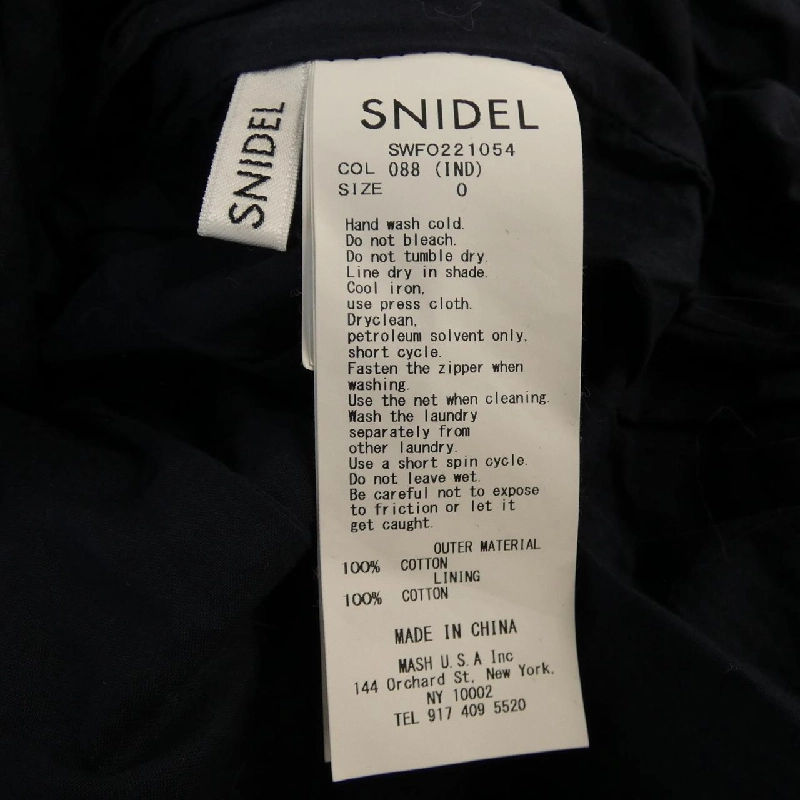 SNIDEL
SNIDEL
SWFO221054
COL 088 (IND)
SIZE 0
Hand wash cold.
Do not bleach.
Do not tumble dry.
Line dry in shade.
Cool iron,
use press cloth.
Dryclean,
petroleum solvent only,
short cycle.
Fasten the zipper when
washing.
Use the net when cleaning.
Wash the laundry
separately from
other laundry.
Use a short spin cycle.
Do not leave wet.
Be careful not to expose
to friction or let it
get caught.
OUTER MATERIAL
100% COTTON
LINING
100% COTTON
MADE IN CHINA
MASH U.S.A Inc
144 Orchard St, New York,
NY 10002
TEL 917 409 5520